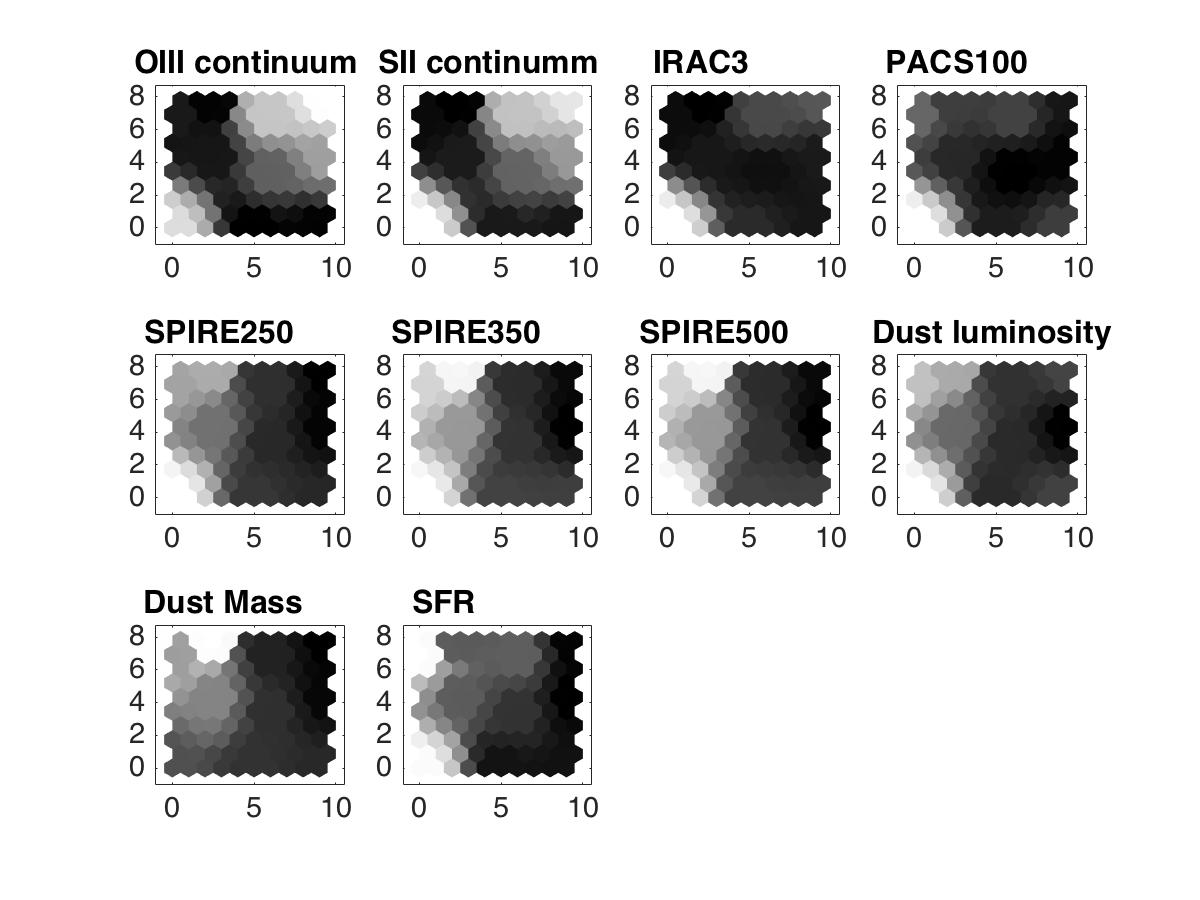 OIII continuum SII continumm IRAC3 PACS100
8 8 8 8
6 6 6 6
4 4 4 4
2 2 2 2
0 0 0 0
0 5 10 0 5 10 0 5 10 0 5 10
SPIRE250 SPIRE350 SPIRE500 Dust luminosity
8 8 8 8
6 6 6 6
4 4 4 4
2 2 2 2
0 0 0 0
0 5 10 0 5 10 0 5 10 0 5 10
Dust Mass SFR
8 8
6 6
4 4
2 2
0 0
0 5 10 0 5 10